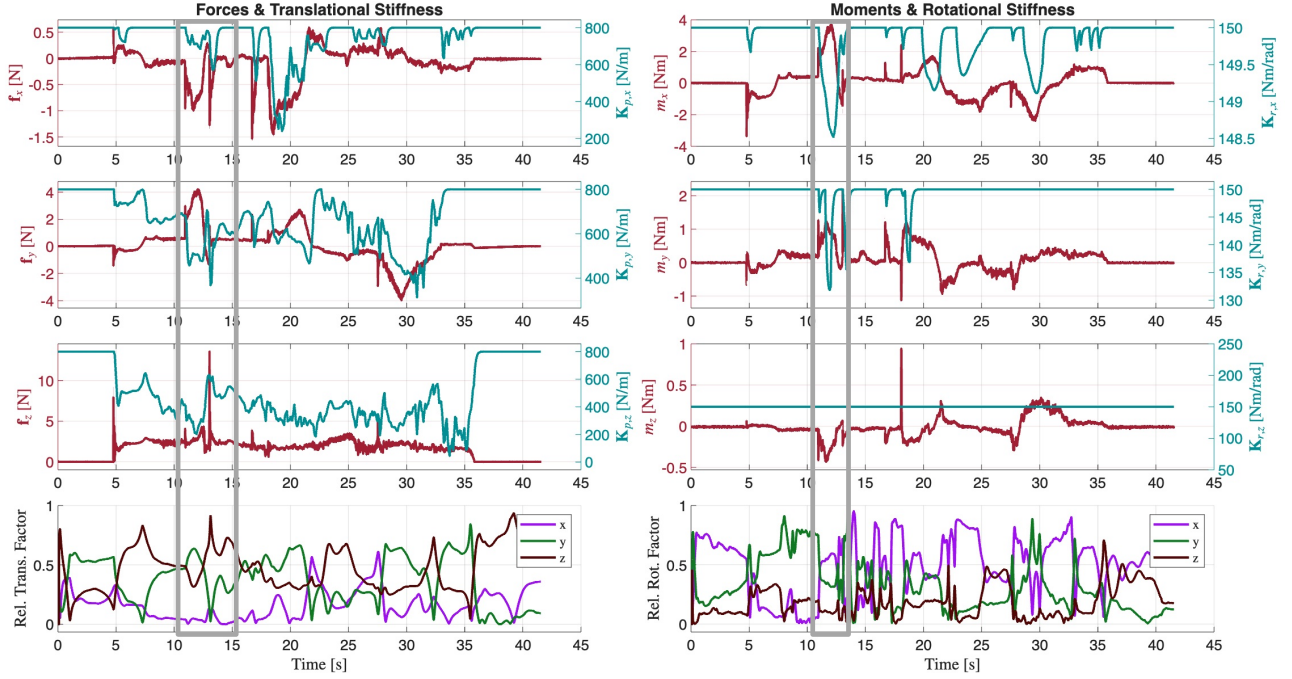 Forces & Translational Stiffness
f_x [N]
0.5
0
-0.5
-1
-1.5
800
600
400
200
K_{p,x} [N/m]
0 5 10 15 20 25 30 35 40 45
f_y [N]
4
2
0
-2
-4
800
600
400
K_{p,y} [N/m]
0 5 10 15 20 25 30 35 40 45
f_z [N]
10
5
0
800
600
400
200
0
K_{p,z} [N/m]
0 5 10 15 20 25 30 35 40 45
Rel. Trans. Factor
1
0.5
0
x
y
z
0 5 10 15 20 25 30 35 40 45
Time [s]
Moments & Rotational Stiffness
m_x [Nm]
4
2
0
-2
-4
150
149.5
149
148.5
K_{r,x} [Nm/rad]
0 5 10 15 20 25 30 35 40 45
m_y [Nm]
2
1
0
-1
150
145
140
135
130
K_{r,y} [Nm/rad]
0 5 10 15 20 25 30 35 40 45
m_z [Nm]
1
0.5
0
-0.5
250
200
150
100
50
K_{r,z} [Nm/rad]
0 5 10 15 20 25 30 35 40 45
Rel. Rot. Factor
1
0.5
0
x
y
z
0 5 10 15 20 25 30 35 40 45
Time [s]